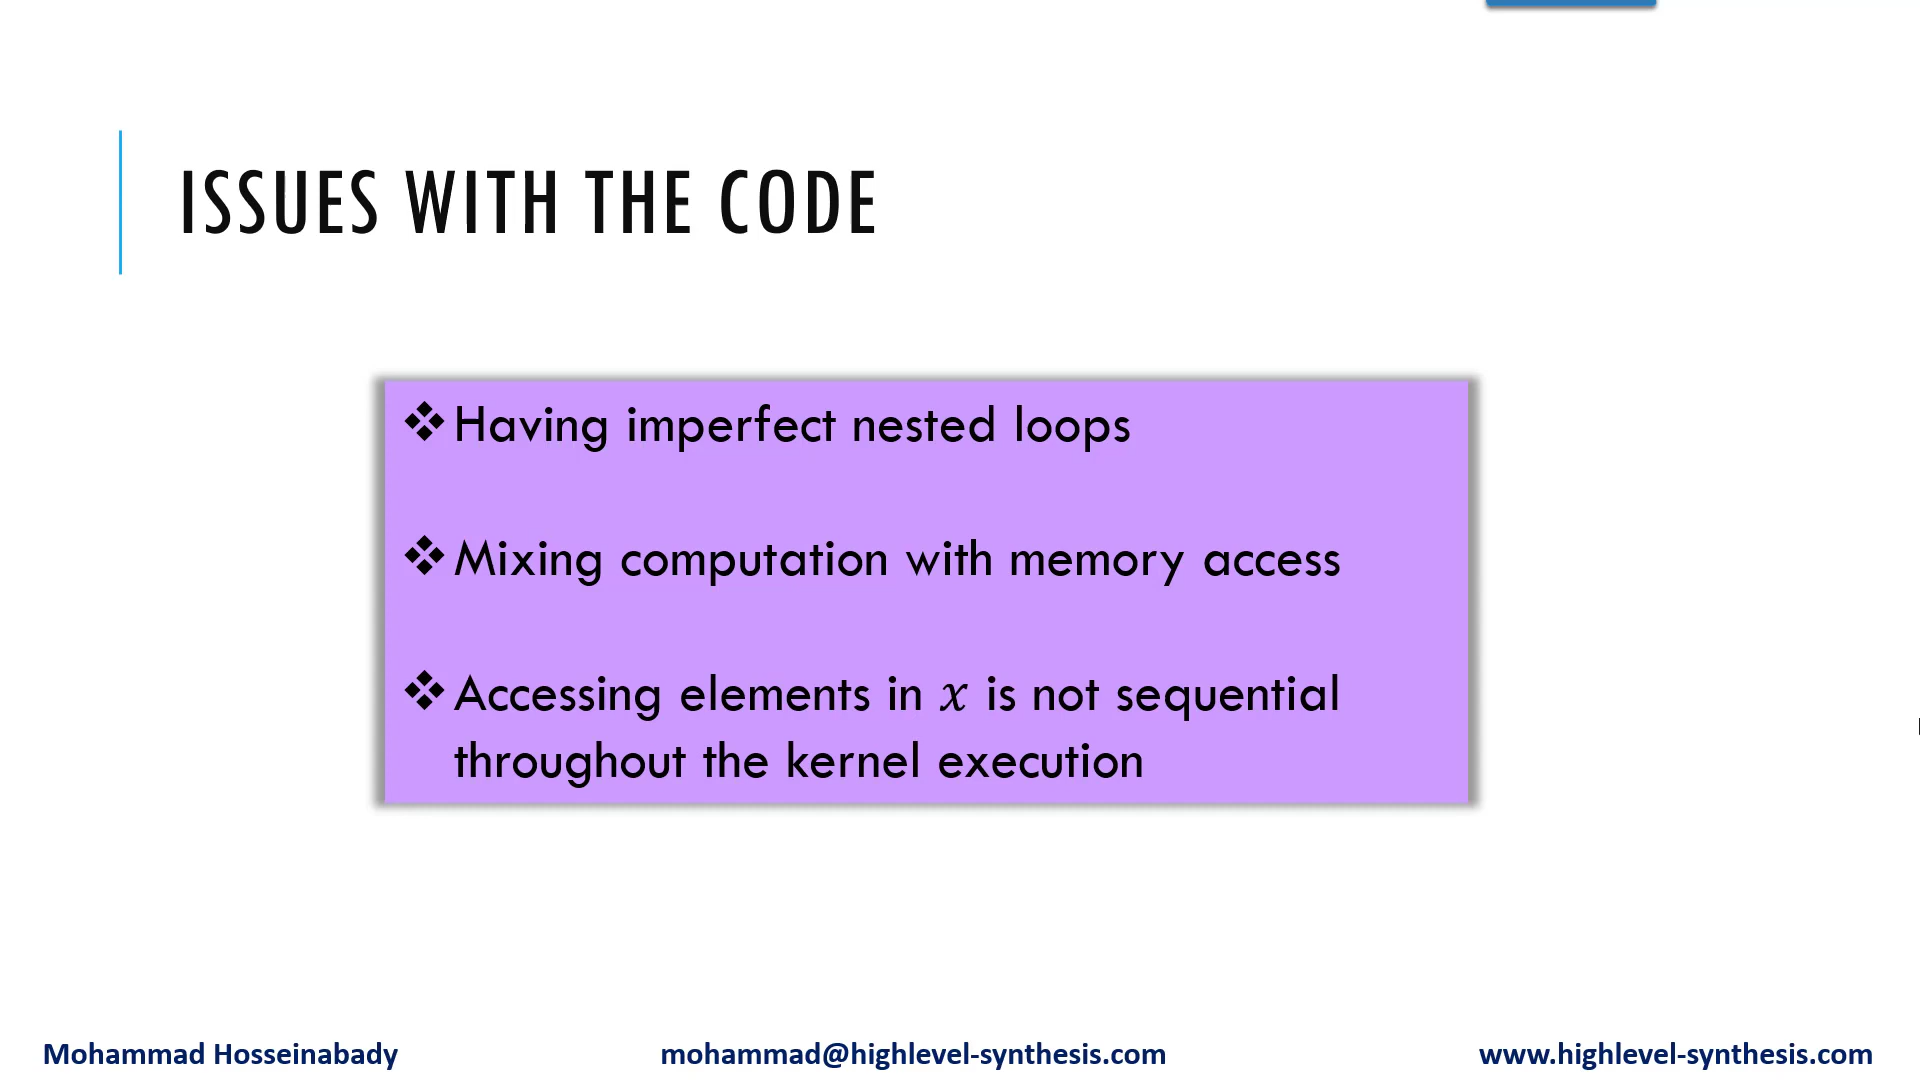 ISSUES WITH THE CODE
❖Having imperfect nested loops
❖Mixing computation with memory access
❖Accessing elements in 𝑥 is not sequential
throughout the kernel execution
Mohammad Hosseinabady mohammad@highlevel-synthesis.com www.highlevel-synthesis.com